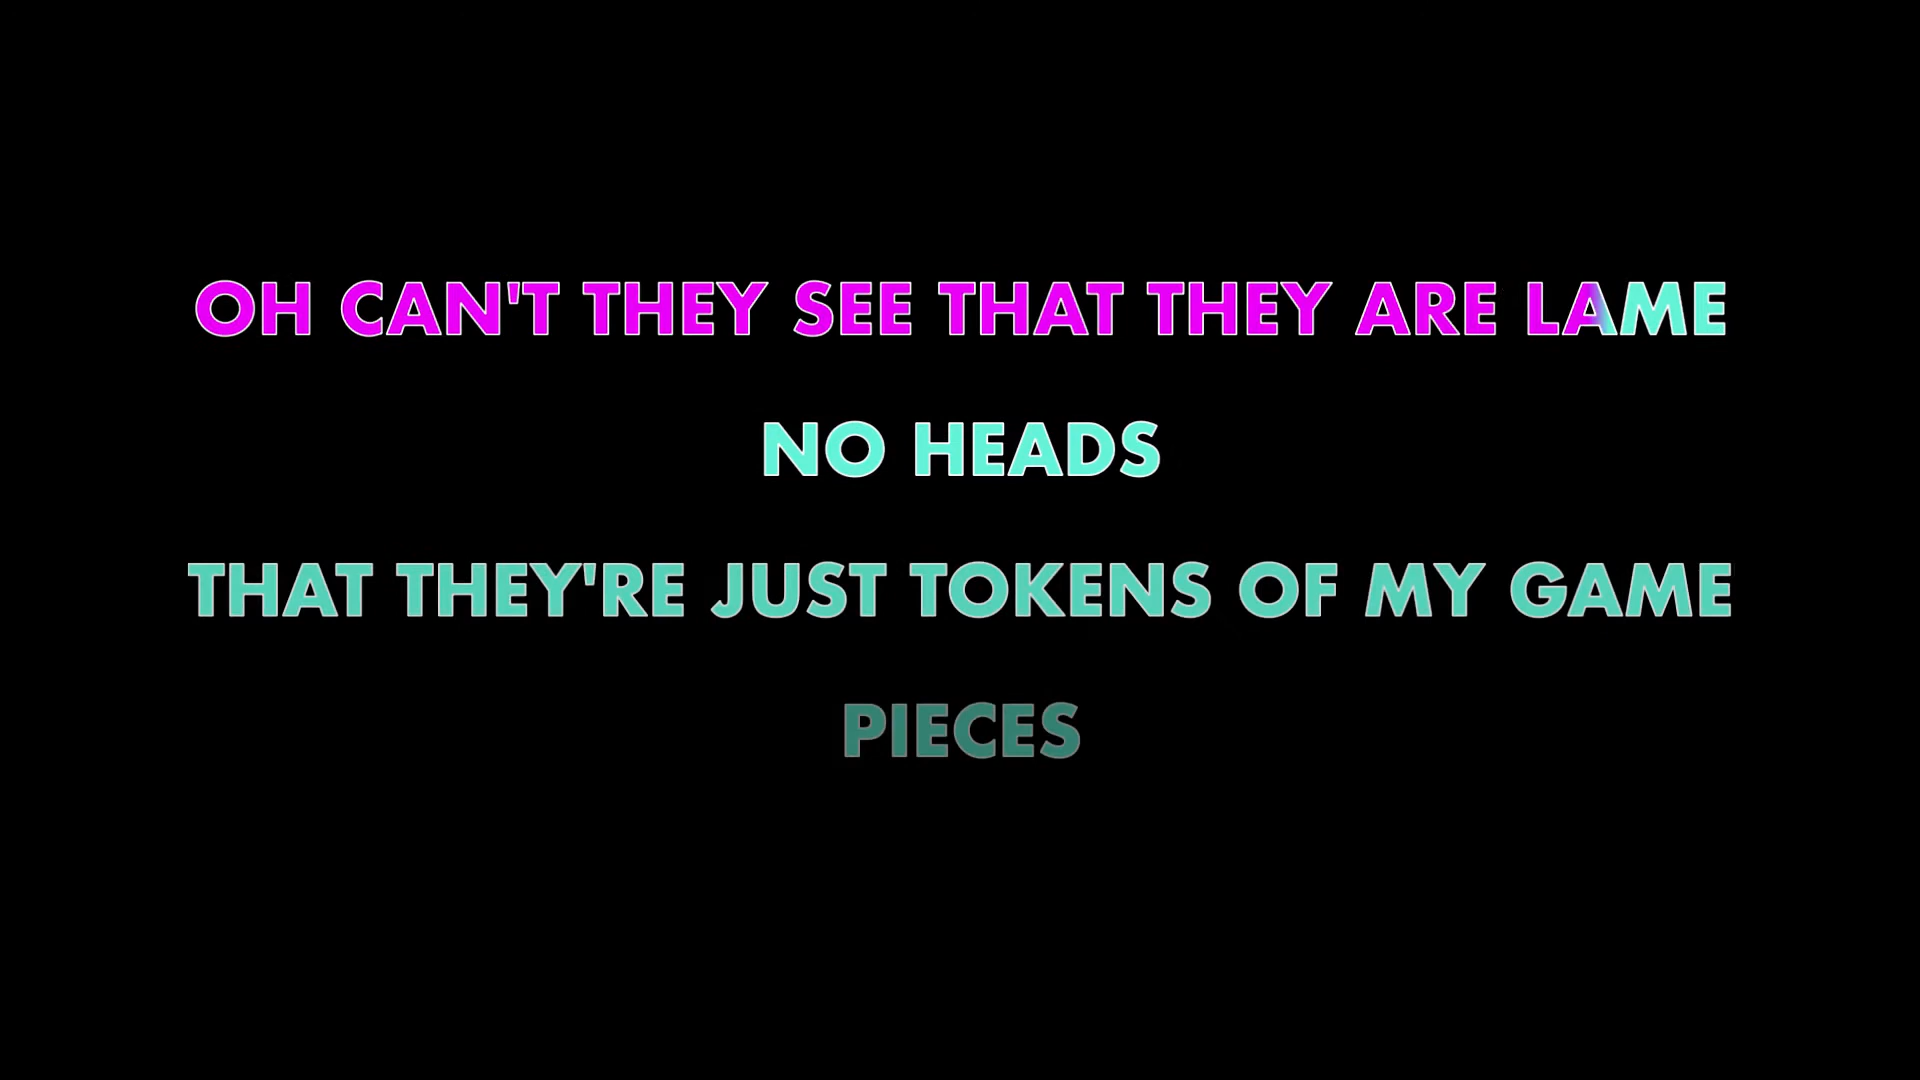 OH CAN'T THEY SEE THAT THEY ARE LAME
NO HEADS
THAT THEY'RE JUST TOKENS OF MY GAME
PIECES